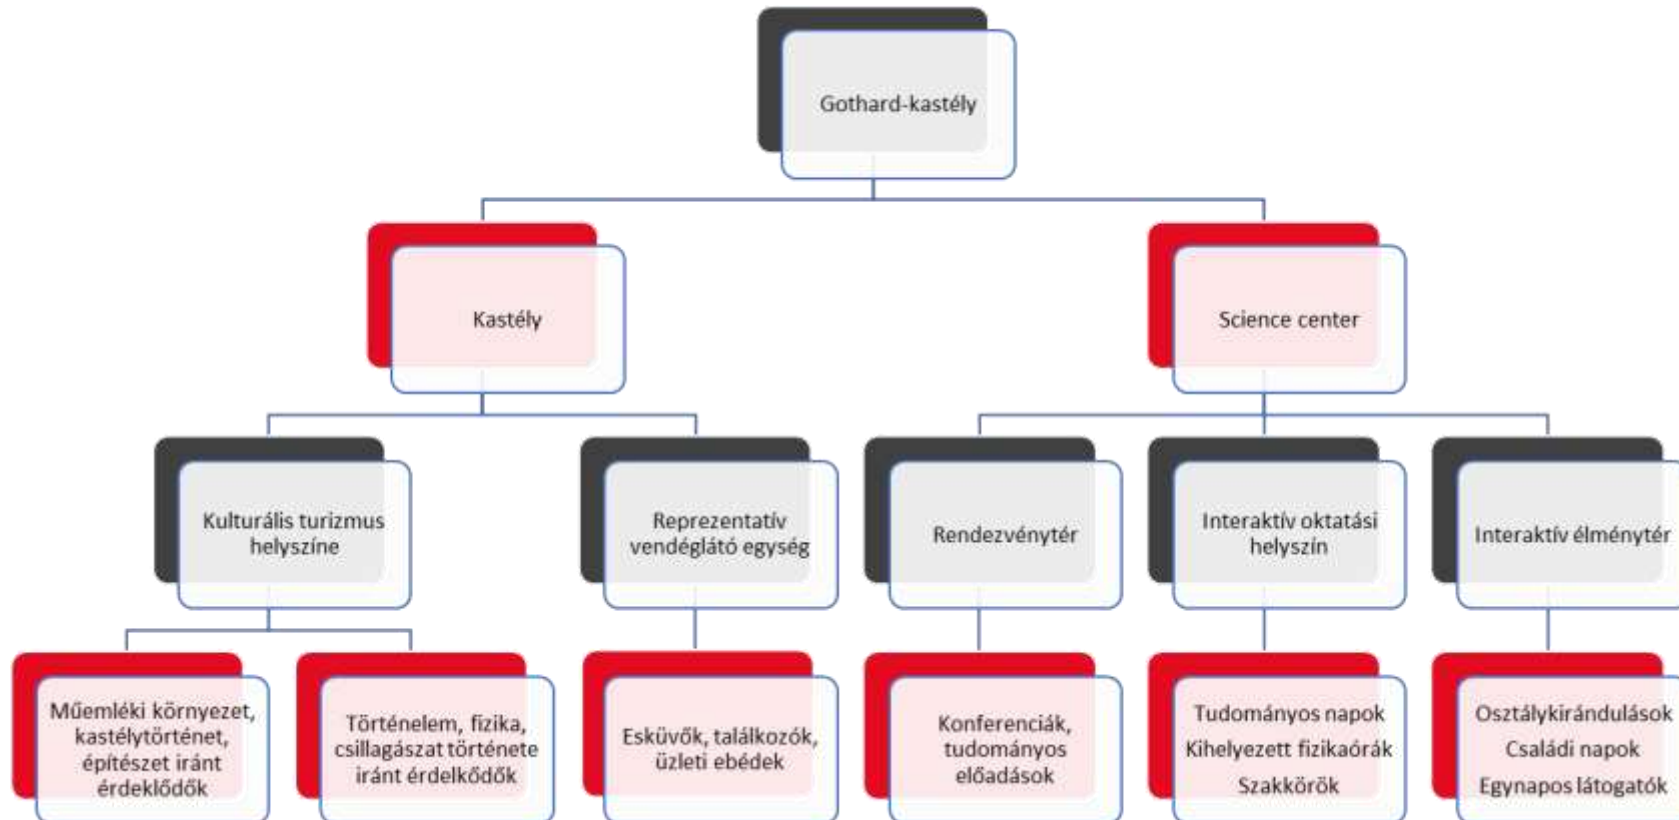 Gothard-kastély
Kastély
Science center
Kulturális turizmus
helyszíne
Reprezentatív
vendéglátó egység
Rendezvénytér
Interaktív oktatási
helyszín
Interaktív élménytér
Műemléki környezet,
kastélytörténet,
építészet iránt
érdeklődők
Történelem, fizika,
csillagászat története
iránt érdelkődők
Esküvők, találkozók,
üzleti ebédek
Konferenciák,
tudományos
előadások
Tudományos napok
Kihelyezett fizikaórák
Szakkörök
Osztálykirándulások
Családi napok
Egynapos látogatók